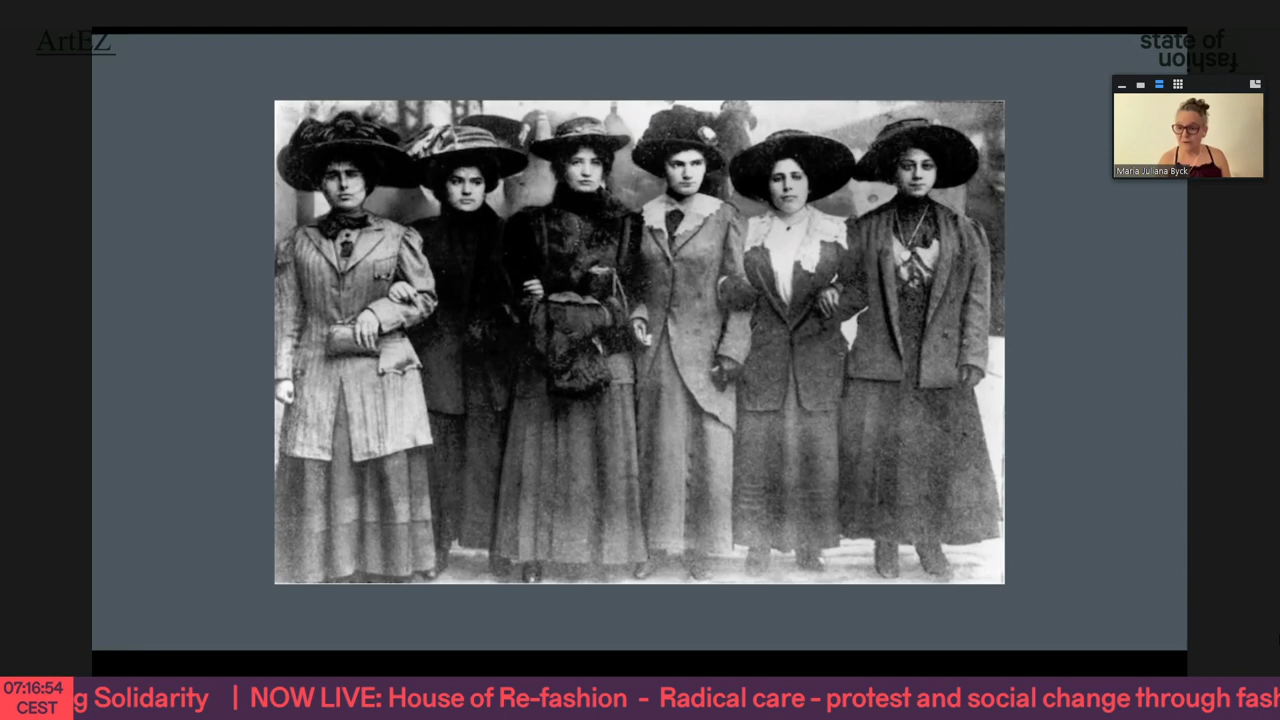 ArtEZ
state of
fashion
Maria Juliana Byck
07:16:54
CEST
g Solidarity | NOW LIVE: House of Re-fashion - Radical care - protest and social change through fash